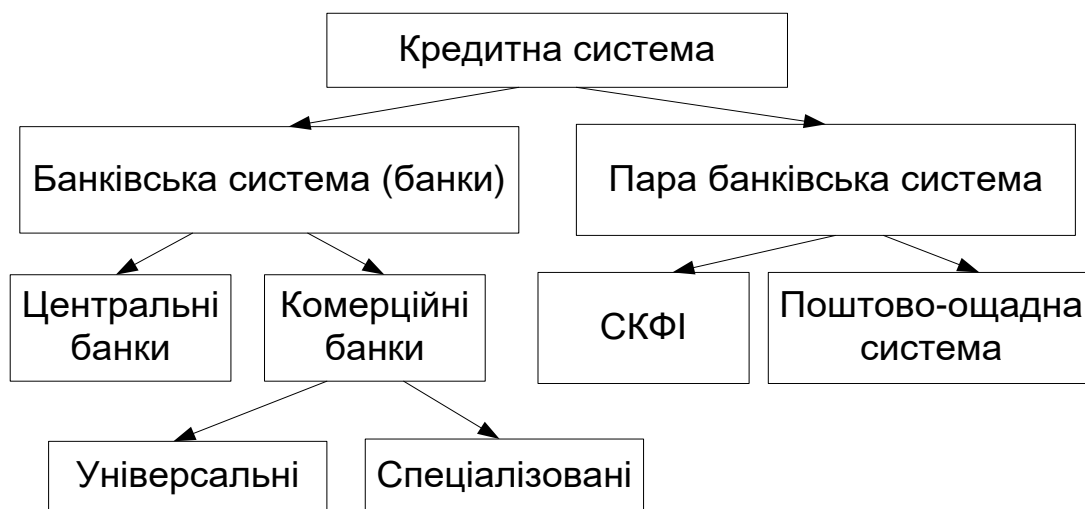 Кредитна система
Банківська система (банки)
Пара банківська система
Центральні
банки
Комерційні
банки
СКФІ
Поштово-ощадна
система
Універсальні
Спеціалізовані